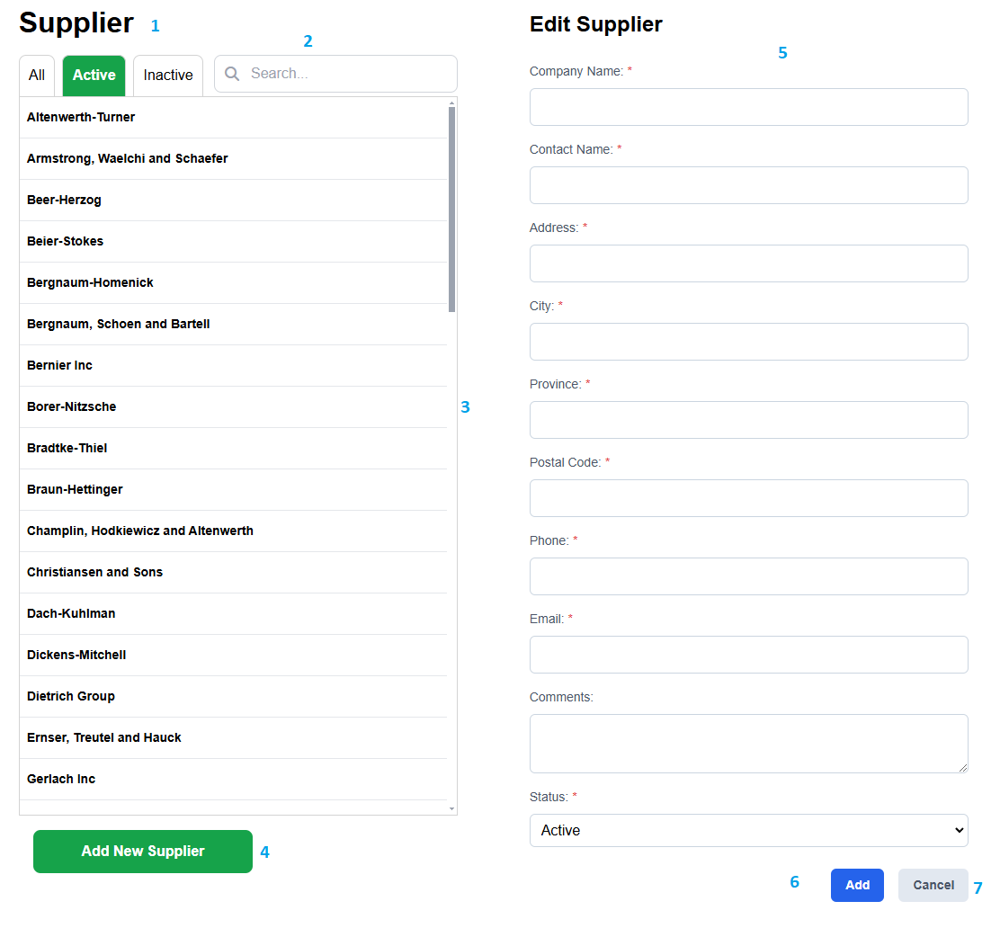 Supplier 1
2
All Active Inactive Search...
Altenwerth-Turner
Armstrong, Waelchi and Schaefer
Beer-Herzog
Beier-Stokes
Bergnaum-Homenick
Bergnaum, Schoen and Bartell
Bernier Inc
Borer-Nitzsche
3
Bradtke-Thiel
Braun-Hettinger
Champlin, Hodkiewicz and Altenwerth
Christiansen and Sons
Dach-Kuhlman
Dickens-Mitchell
Dietrich Group
Ernser, Treutel and Hauck
Gerlach Inc
Add New Supplier 4
Edit Supplier
5
Company Name: *
Contact Name: *
Address: *
City: *
Province: *
Postal Code: *
Phone: *
Email: *
Comments:
Status: *
Active
6 Add Cancel 7